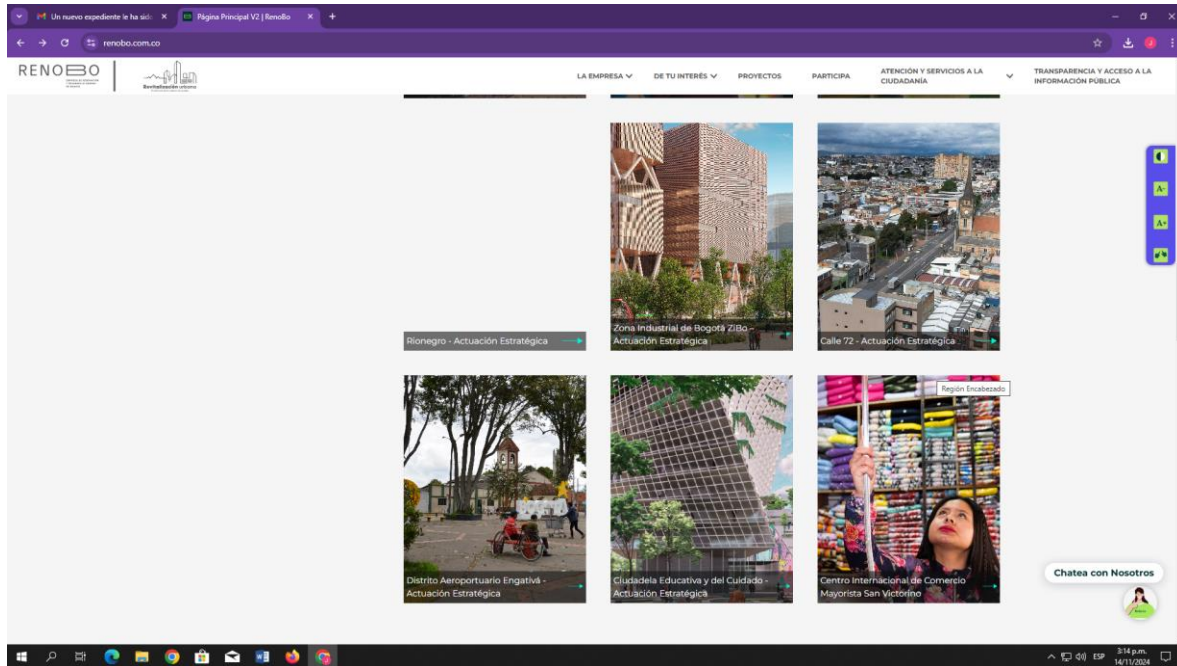 Un nuevo expediente le ha sido
Página Principal V2 | RenoBo
renobo.com.co
RENOBO
Revitalización urbana
LA EMPRESA
DE TU INTERÉS
PROYECTOS
PARTICIPA
ATENCIÓN Y SERVICIOS A LA
CIUDADANÍA
TRANSPARENCIA Y ACCESO A LA
INFORMACIÓN PÚBLICA
A-
A+
Rionegro - Actuación Estratégica
Zona Industrial de Bogotá ZiBo –
Actuación Estratégica
Calle 72 - Actuación Estratégica
Región Encabezado
Distrito Aeroportuario Engativá -
Actuación Estratégica
Ciudadela Educativa y del Cuidado -
Actuación Estratégica
Centro Internacional de Comercio
Mayorista San Victorino
Chatea con Nosotros
ESP
3:14 p.m.
14/11/2024